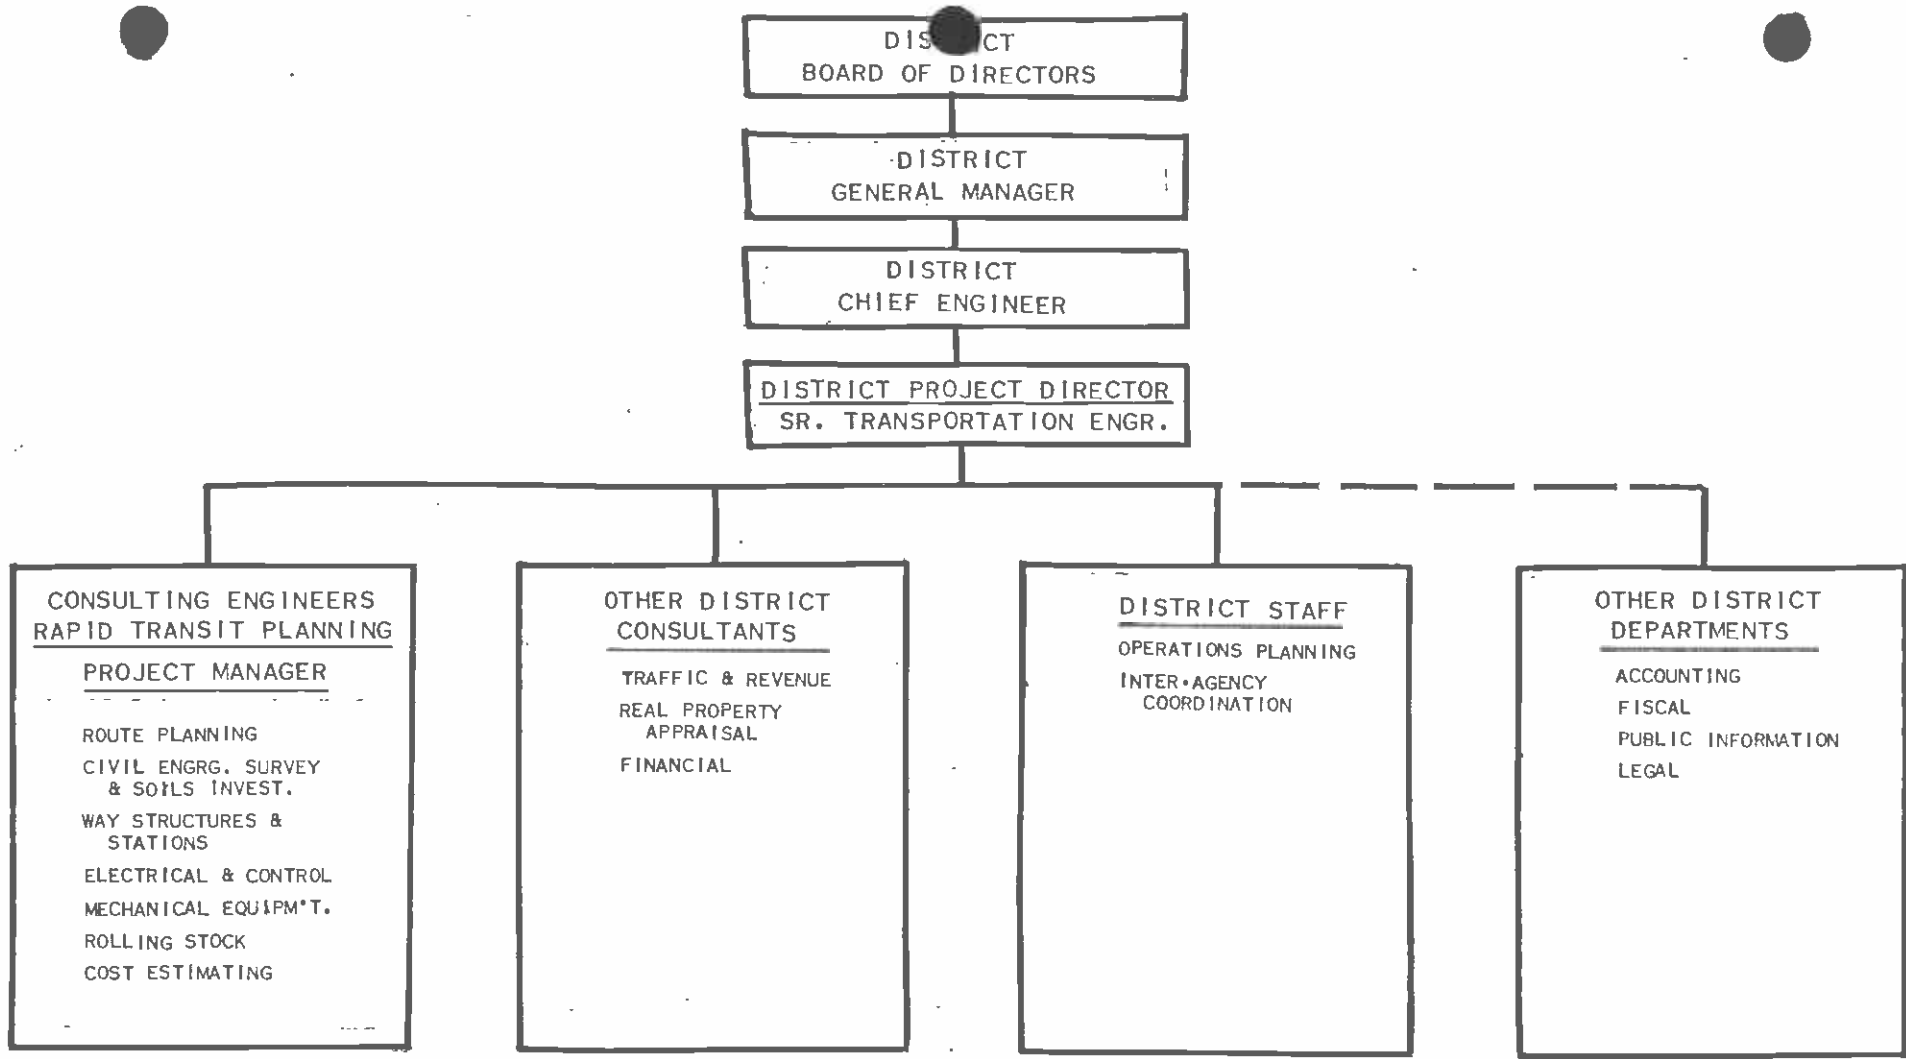 DISTRICT
BOARD OF DIRECTORS
DISTRICT
GENERAL MANAGER
DISTRICT
CHIEF ENGINEER
DISTRICT PROJECT DIRECTOR
SR. TRANSPORTATION ENGR.
CONSULTING ENGINEERS
RAPID TRANSIT PLANNING
PROJECT MANAGER
ROUTE PLANNING
CIVIL ENGRG. SURVEY
& SOILS INVEST.
WAY STRUCTURES &
STATIONS
ELECTRICAL & CONTROL
MECHANICAL EQUIPM'T.
ROLLING STOCK
COST ESTIMATING
OTHER DISTRICT
CONSULTANTS
TRAFFIC & REVENUE
REAL PROPERTY
APPRAISAL
FINANCIAL
DISTRICT STAFF
OPERATIONS PLANNING
INTER-AGENCY
COORDINATION
OTHER DISTRICT
DEPARTMENTS
ACCOUNTING
FISCAL
PUBLIC INFORMATION
LEGAL